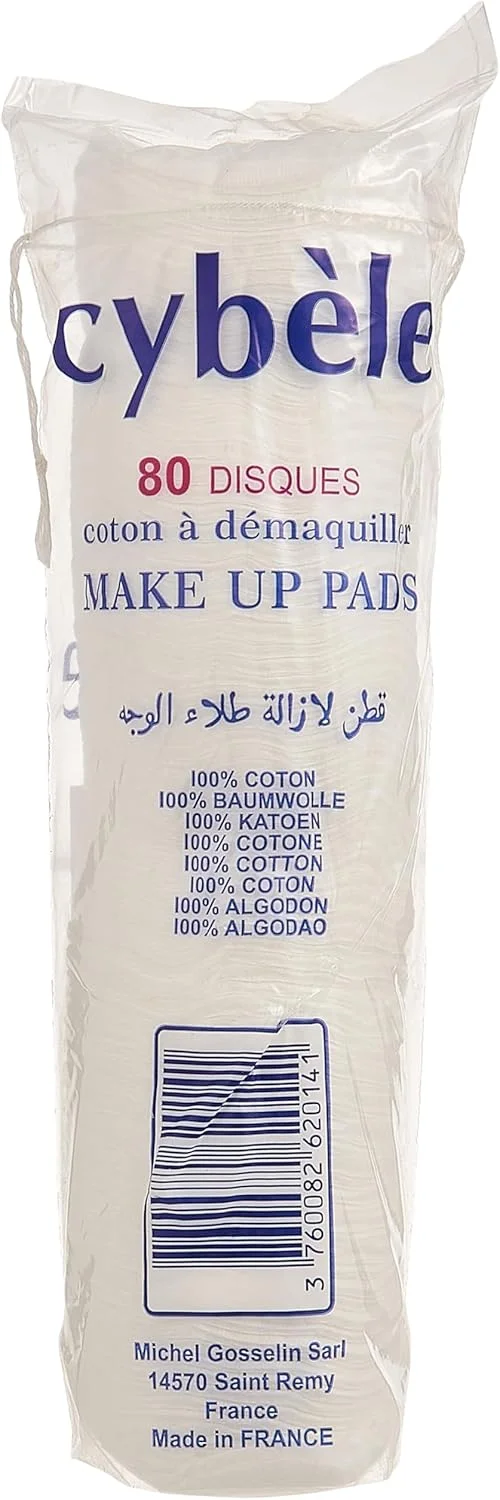 cybèle
80 DISQUES
coton à démaquiller
MAKE UP PADS
قطن لازالة طلاء الوجه
100% COTON
100% BAUMWOLLE
100% KATOEN
100% COTONE
100% COTTON
100% COTON
100% ALGODON
100% ALGODAO
3 760082 620141
Michel Gosselin Sarl
14570 Saint Remy
France
Made in FRANCE